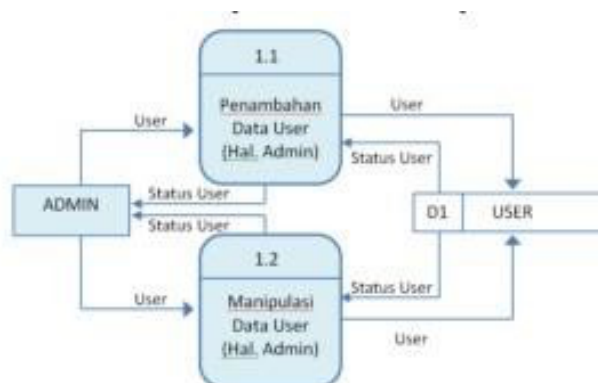 1.1
Penambahan
Data User
(Hal. Admin)
User
User
Status User
Status User
ADMIN
D1
USER
Status User
1.2
Status User
Manipulasi
Data User
(Hal. Admin)
User
User